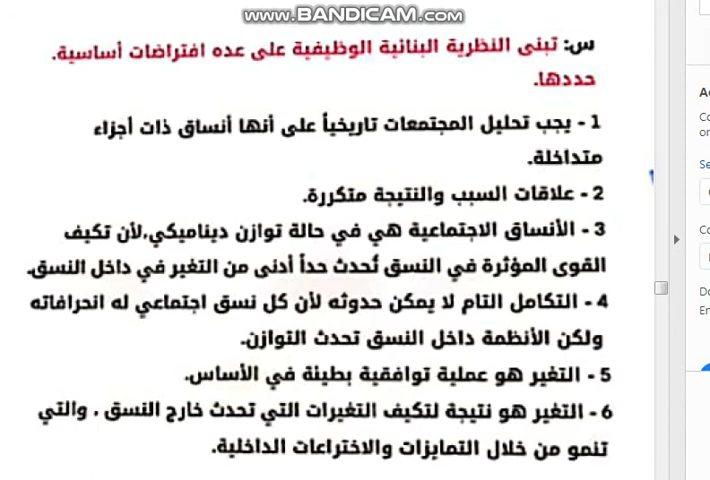 www.BANDICAM.com
س: تبنى النظرية البنائية الوظيفية على عده افتراضات أساسية.
حددها.
1 - يجب تحليل المجتمعات تاريخياً على أنها أنساق ذات أجزاء
متداخلة.
2 - علاقات السبب والنتيجة متكررة.
3 - الأنساق الاجتماعية هي في حالة توازن ديناميكي،لأن تكيف
القوى المؤثرة في النسق تُحدث حداً أدنى من التغير في داخل النسق.
4 - التكامل التام لا يمكن حدوثه لأن كل نسق اجتماعي له انحرافاته
ولكن الأنظمة داخل النسق تحدث التوازن.
5 - التغير هو عملية توافقية بطيئة في الأساس.
6 - التغير هو نتيجة لتكيف التغيرات التي تحدث خارج النسق ، والتي
تنمو من خلال التمايزات والاختراعات الداخلية.